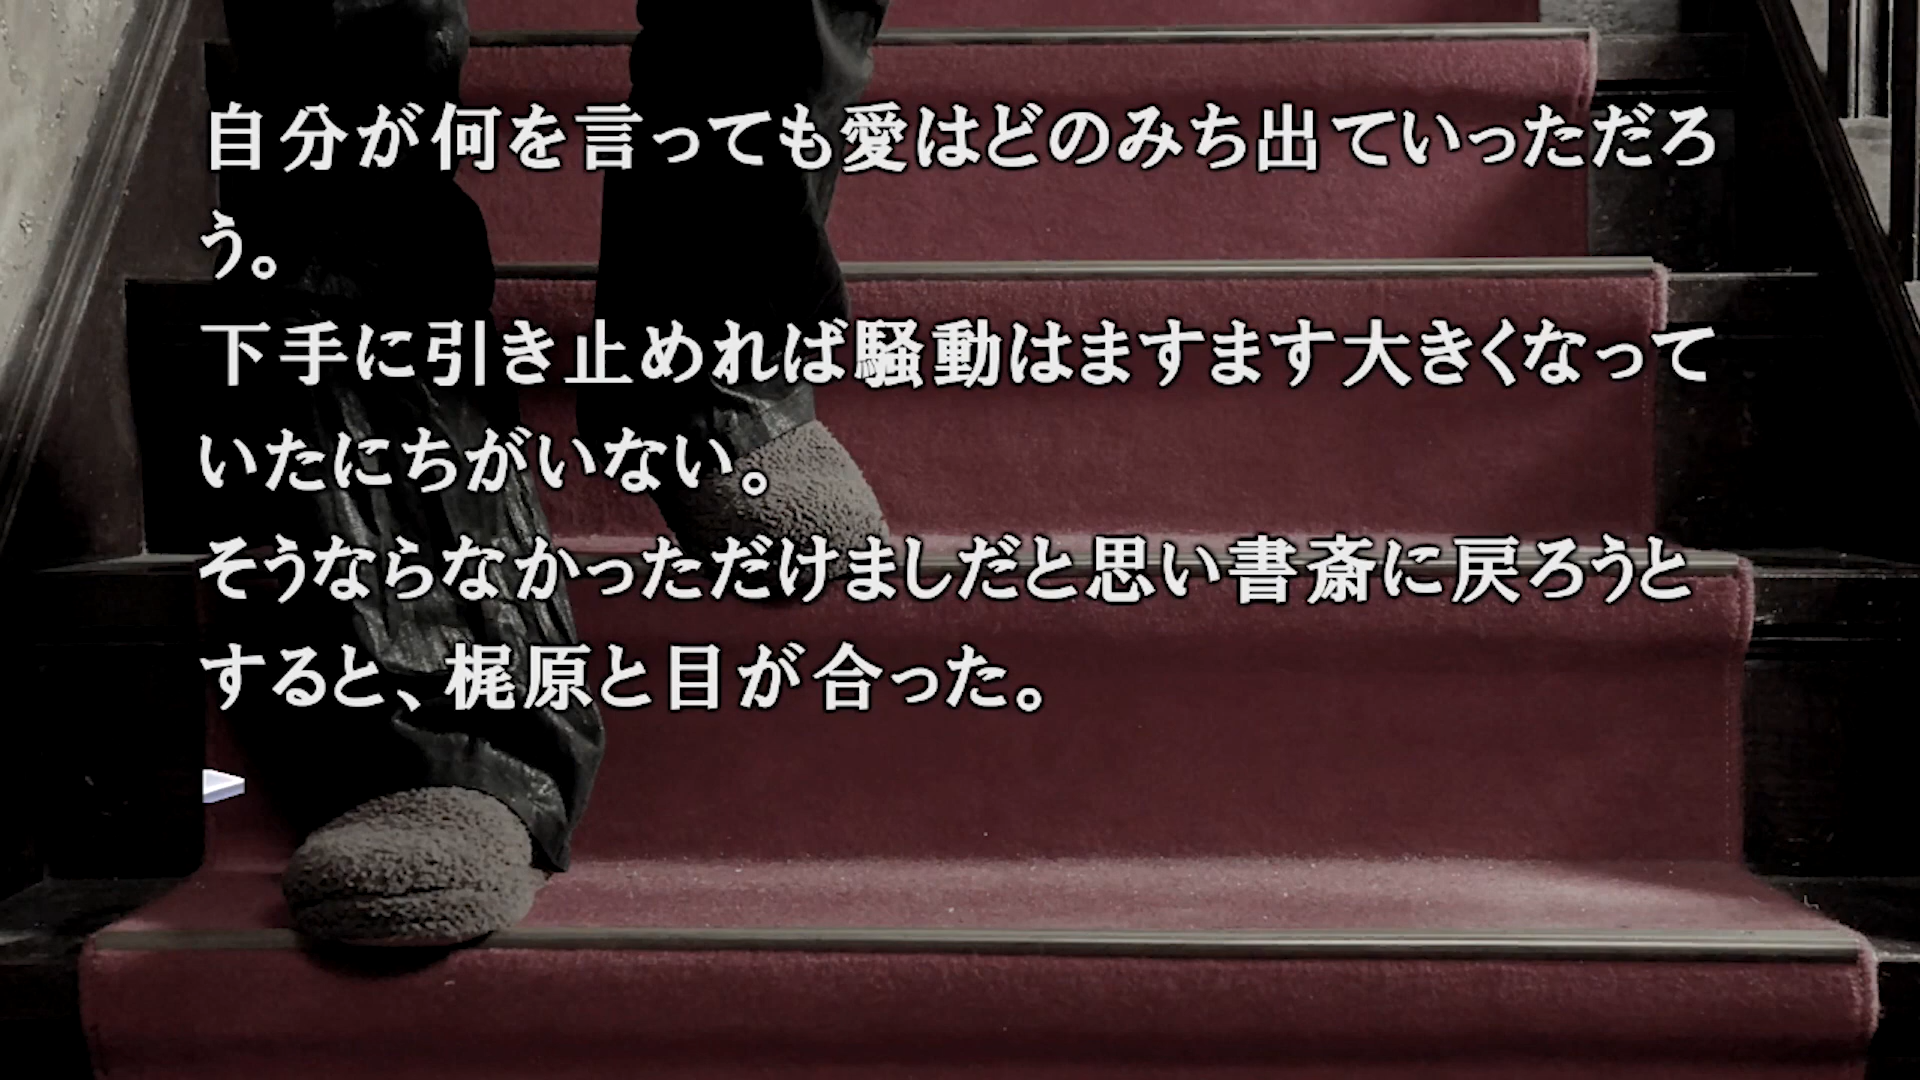 自分が何を言っても愛はどのみち出ていっただろ
う。
下手に引き止めれば騒動はますます大きくなって
いたにちがいない。
そうならなかっただけましだと思い書斎に戻ろうと
すると、梶原と目が合った。